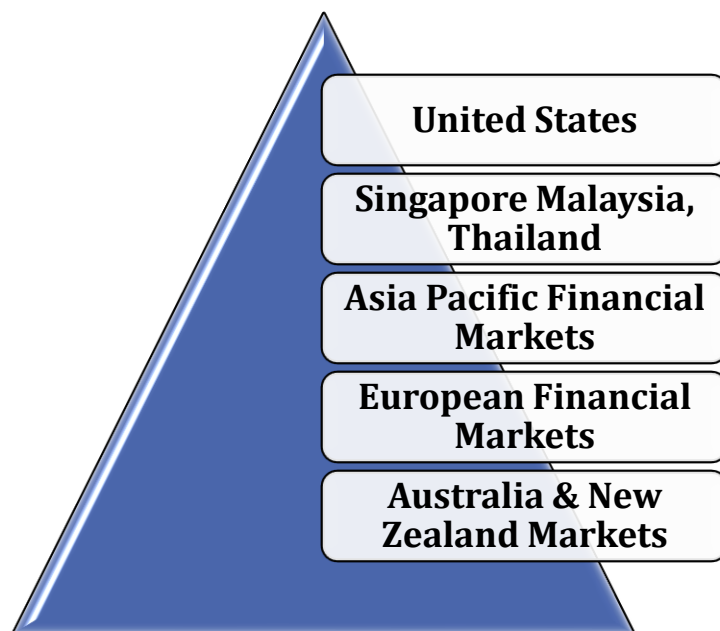 United States
Singapore Malaysia,
Thailand
Asia Pacific Financial
Markets
European Financial
Markets
Australia & New
Zealand Markets